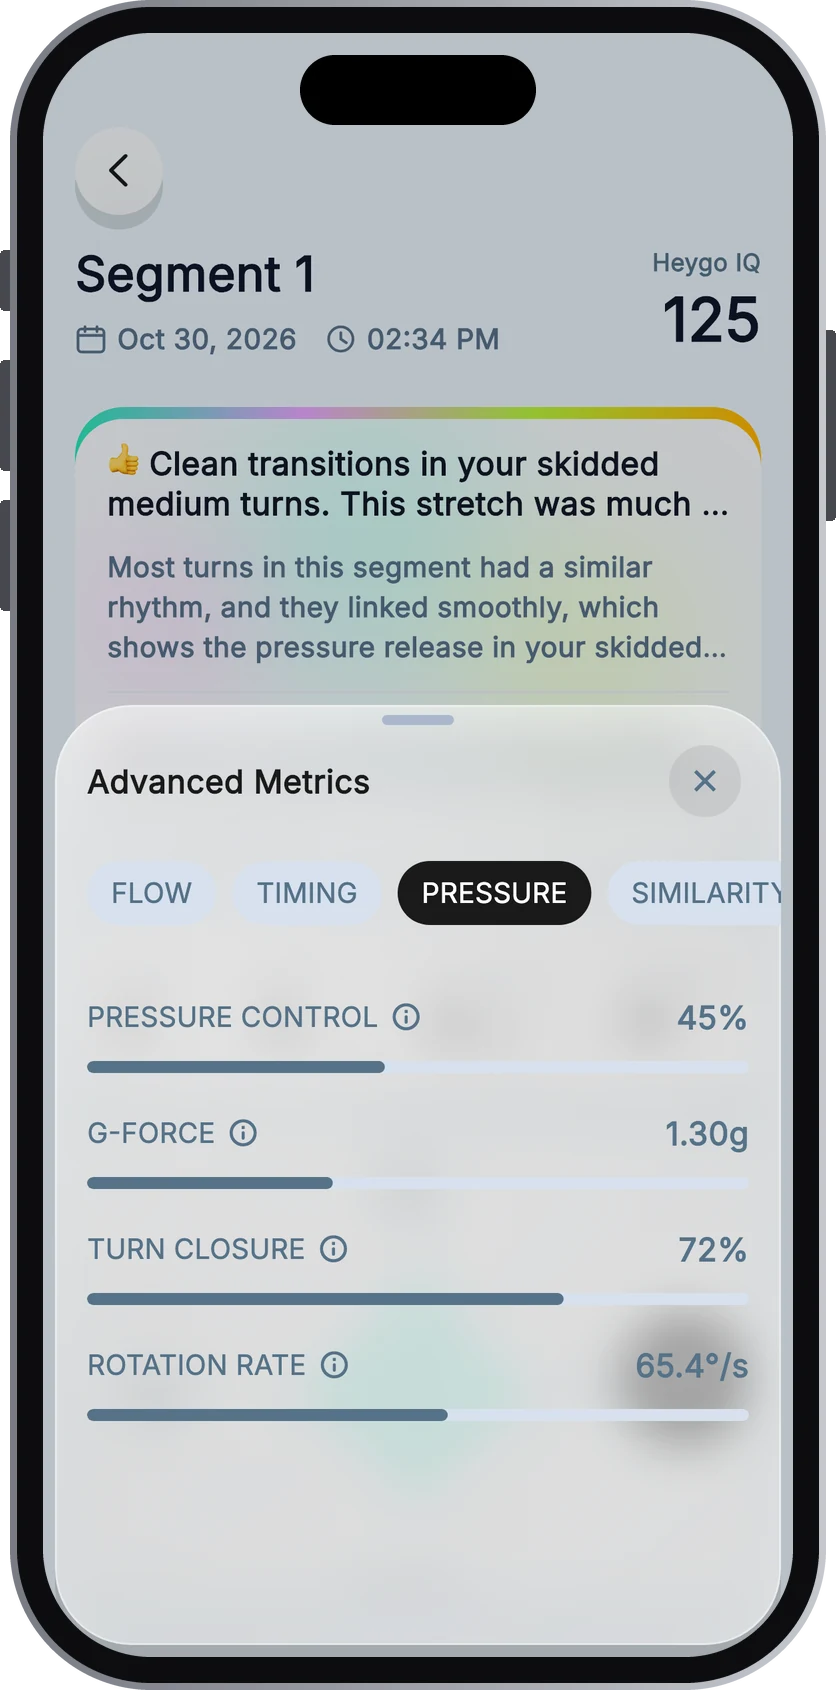 Segment 1
Heygo IQ
125
Oct 30, 2026 02:34 PM
👍 Clean transitions in your skidded
medium turns. This stretch was much ...
Most turns in this segment had a similar
rhythm, and they linked smoothly, which
shows the pressure release in your skidded...
Advanced Metrics
FLOW TIMING PRESSURE SIMILARITY
PRESSURE CONTROL 45%
G-FORCE 1.30g
TURN CLOSURE 72%
ROTATION RATE 65.4°/s